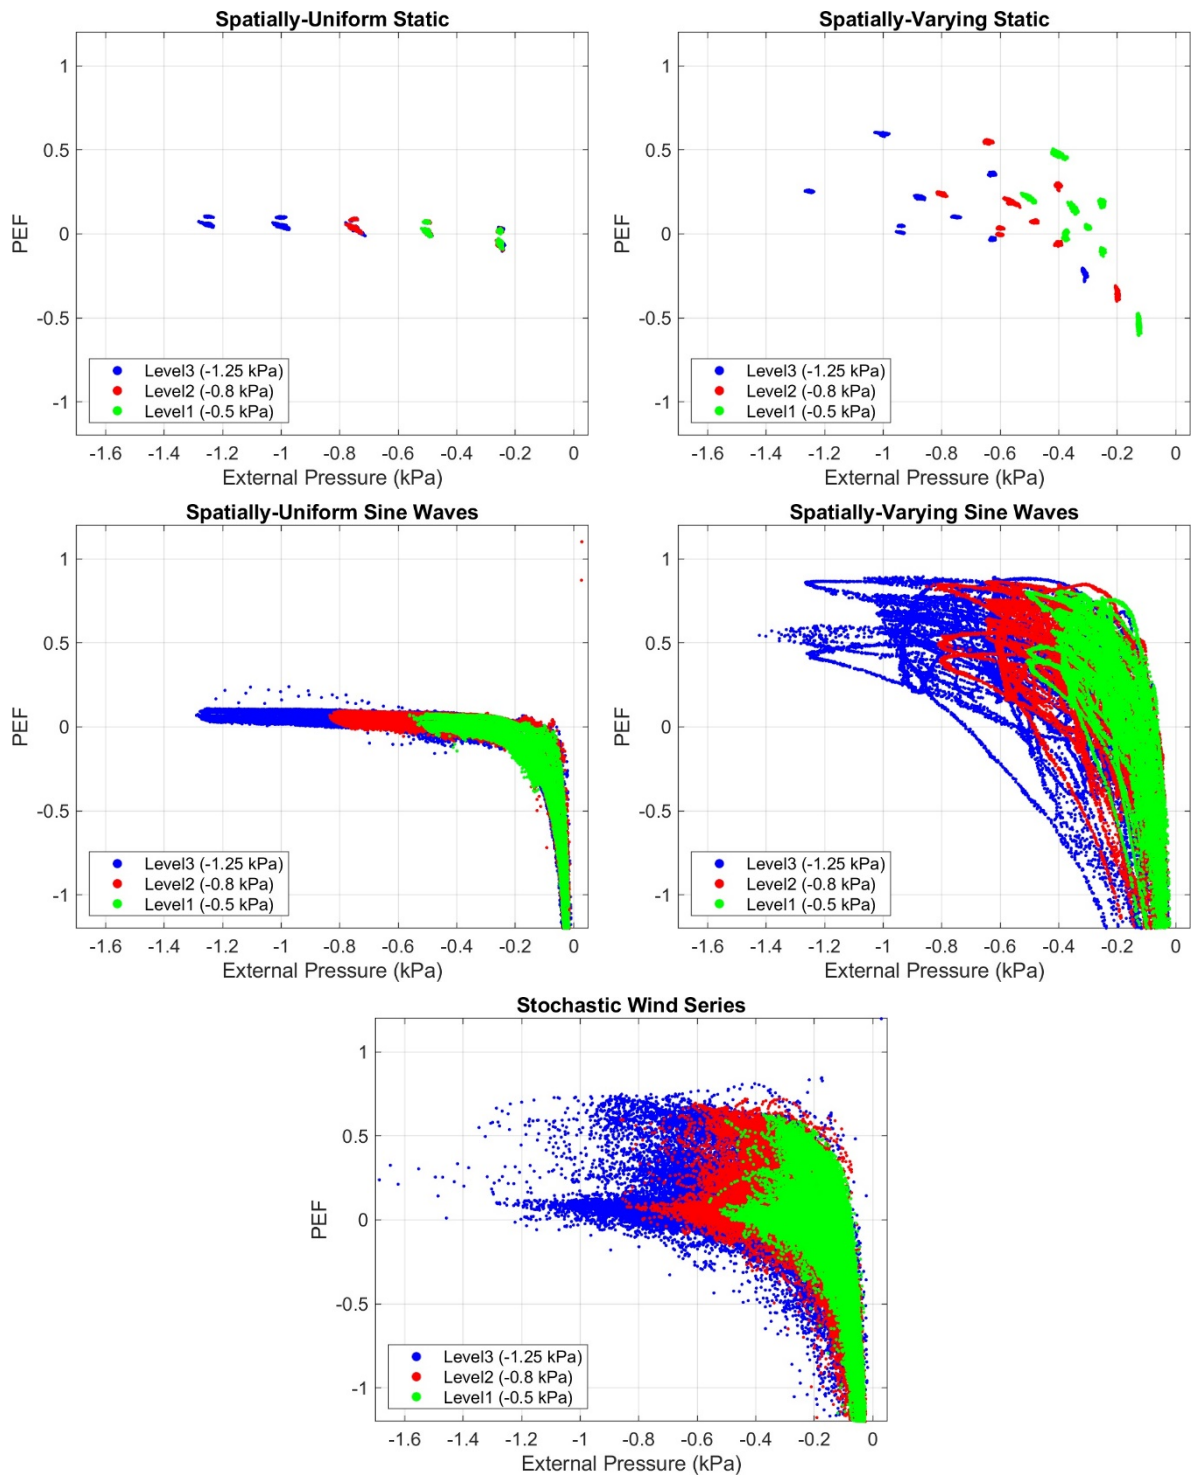 Spatially-Uniform Static
1
0.5
0
-0.5
-1
PEF
Level3 (-1.25 kPa)
Level2 (-0.8 kPa)
Level1 (-0.5 kPa)
-1.6 -1.4 -1.2 -1 -0.8 -0.6 -0.4 -0.2 0
External Pressure (kPa)
Spatially-Varying Static
1
0.5
0
-0.5
-1
PEF
Level3 (-1.25 kPa)
Level2 (-0.8 kPa)
Level1 (-0.5 kPa)
-1.6 -1.4 -1.2 -1 -0.8 -0.6 -0.4 -0.2 0
External Pressure (kPa)
Spatially-Uniform Sine Waves
1
0.5
0
-0.5
-1
PEF
Level3 (-1.25 kPa)
Level2 (-0.8 kPa)
Level1 (-0.5 kPa)
-1.6 -1.4 -1.2 -1 -0.8 -0.6 -0.4 -0.2 0
External Pressure (kPa)
Spatially-Varying Sine Waves
1
0.5
0
-0.5
-1
PEF
Level3 (-1.25 kPa)
Level2 (-0.8 kPa)
Level1 (-0.5 kPa)
-1.6 -1.4 -1.2 -1 -0.8 -0.6 -0.4 -0.2 0
External Pressure (kPa)
Stochastic Wind Series
1
0.5
0
-0.5
-1
PEF
Level3 (-1.25 kPa)
Level2 (-0.8 kPa)
Level1 (-0.5 kPa)
-1.6 -1.4 -1.2 -1 -0.8 -0.6 -0.4 -0.2 0
External Pressure (kPa)